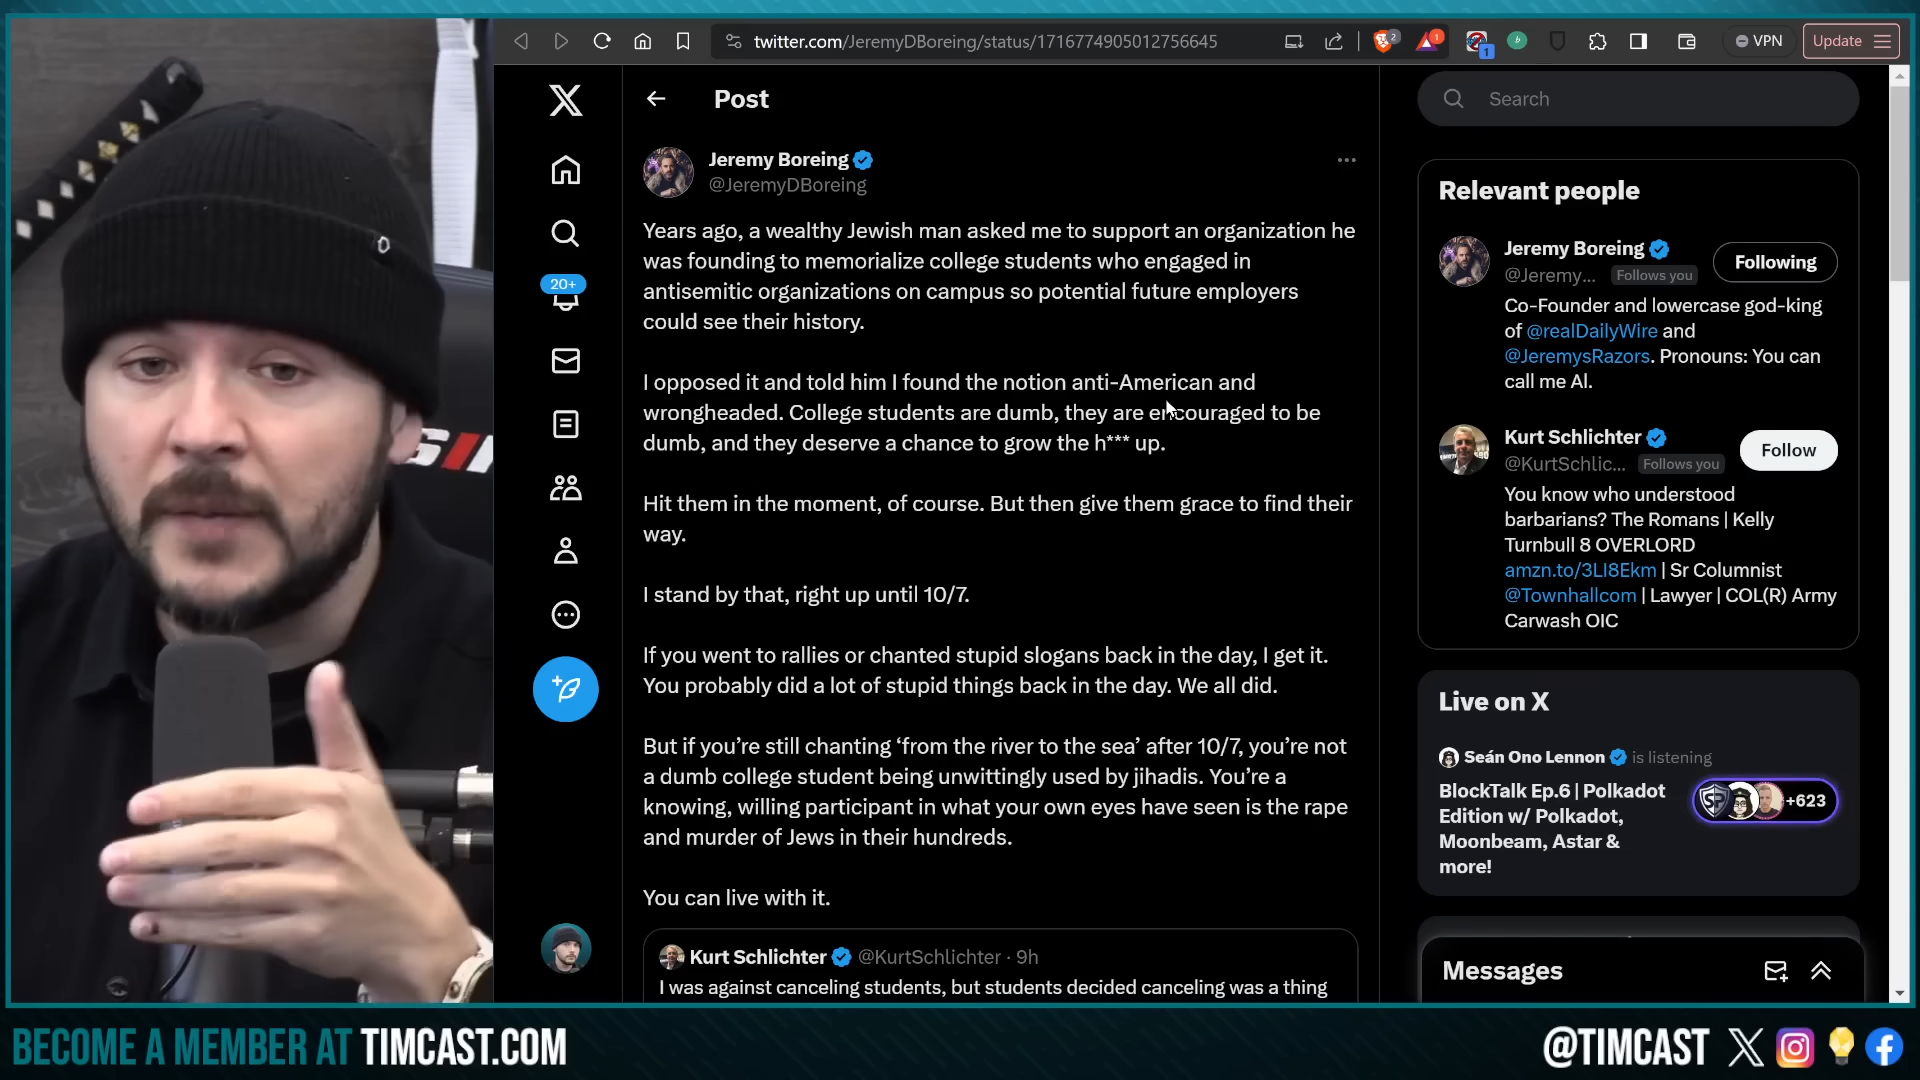 twitter.com/JeremyDBoreing/status/1716774905012756645
2
1
1
b
VPN
Update
Post
Search
Jeremy Boreing
@JeremyDBoreing
Years ago, a wealthy Jewish man asked me to support an organization he
was founding to memorialize college students who engaged in
antisemitic organizations on campus so potential future employers
could see their history.
I opposed it and told him I found the notion anti-American and
wrongheaded. College students are dumb, they are encouraged to be
dumb, and they deserve a chance to grow the h*** up.
Hit them in the moment, of course. But then give them grace to find their
way.
I stand by that, right up until 10/7.
If you went to rallies or chanted stupid slogans back in the day, I get it.
You probably did a lot of stupid things back in the day. We all did.
But if you’re still chanting ‘from the river to the sea’ after 10/7, you’re not
a dumb college student being unwittingly used by jihadis. You’re a
knowing, willing participant in what your own eyes have seen is the rape
and murder of Jews in their hundreds.
You can live with it.
Kurt Schlichter @KurtSchlichter · 9h
I was against canceling students, but students decided canceling was a thing
20+
Relevant people
Jeremy Boreing
@Jeremy... Follows you
Following
Co-Founder and lowercase god-king
of @realDailyWire and
@JeremysRazors. Pronouns: You can
call me Al.
Kurt Schlichter
@KurtSchlic... Follows you
Follow
You know who understood
barbarians? The Romans | Kelly
Turnbull 8 OVERLORD
amzn.to/3LI8Ekm | Sr Columnist
@Townhallcom | Lawyer | COL(R) Army
Carwash OIC
Live on X
Seán Ono Lennon is listening
BlockTalk Ep.6 | Polkadot
Edition w/ Polkadot,
Moonbeam, Astar &
more!
+623
Messages
BECOME A MEMBER AT TIMCAST.COM
@TIMCAST